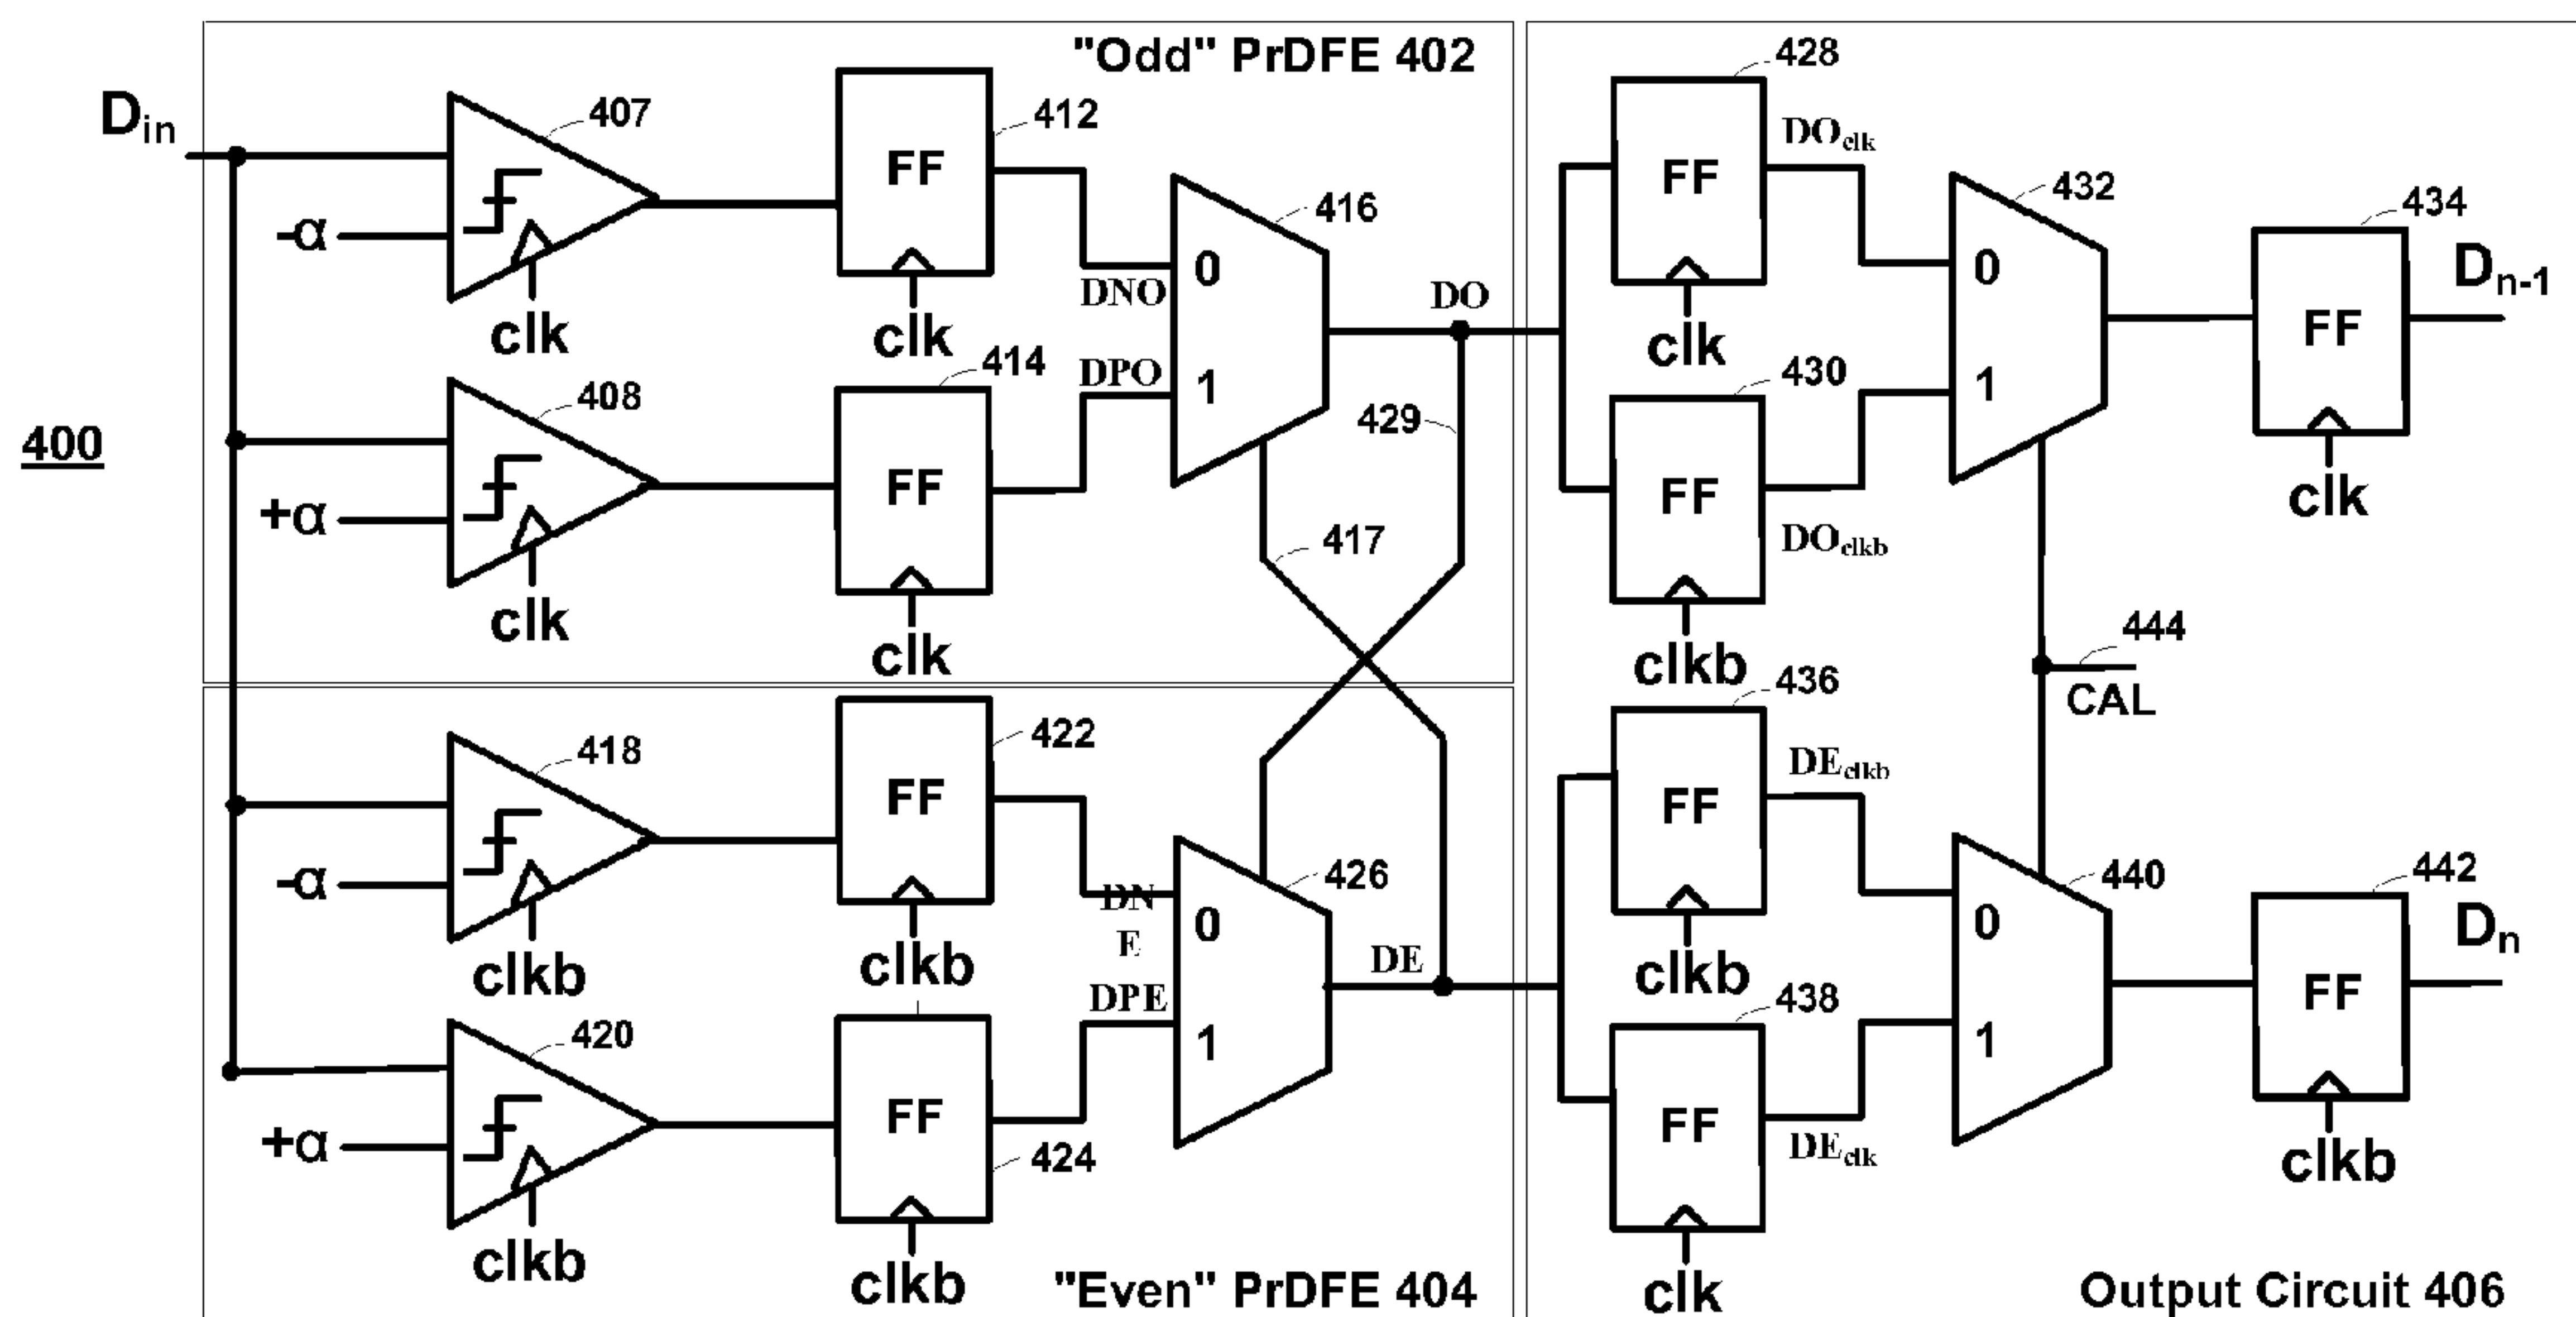 400
D_in
"Odd" PrDFE 402
407
-α
clk
408
+α
clk
FF
412
clk
FF
414
clk
DNO
DPO
0
1
416
417
DO
429
"Even" PrDFE 404
418
-α
clkb
420
+α
clkb
FF
422
clkb
FF
424
clkb
DN
E
DPE
0
1
426
DE
Output Circuit 406
FF
428
clk
DO_clk
FF
430
clkb
DO_clkb
0
1
432
FF
434
clk
D_n-1
444
CAL
FF
436
clkb
DE_clkb
FF
438
clk
DE_clk
0
1
440
FF
442
clkb
D_n